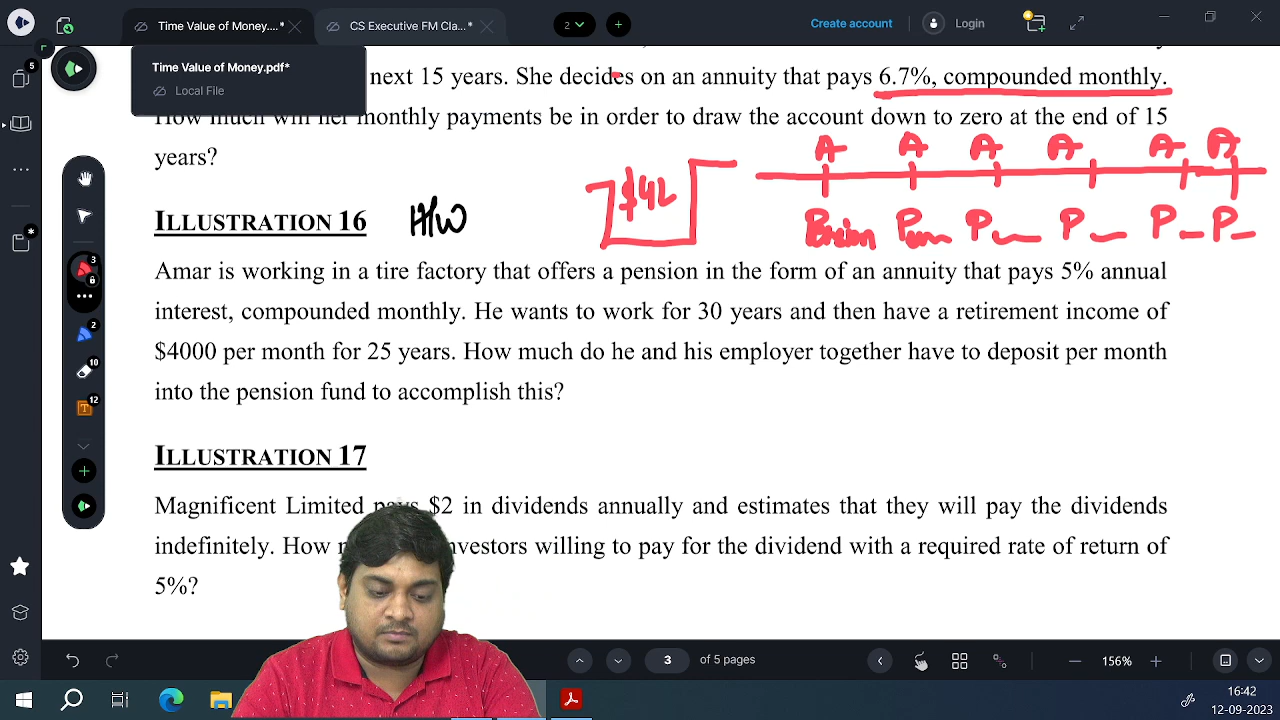 Time Value of Money....*
CS Executive FM Cla... *
2
Create account
Login
Time Value of Money.pdf*
Local File
next 15 years. She decides on an annuity that pays 6.7%, compounded monthly.
How much will her monthly payments be in order to draw the account down to zero at the end of 15
years?
A A A A A A
$42
P P P P
ILLUSTRATION 16 H/W
Amar is working in a tire factory that offers a pension in the form of an annuity that pays 5% annual
interest, compounded monthly. He wants to work for 30 years and then have a retirement income of
$4000 per month for 25 years. How much do he and his employer together have to deposit per month
into the pension fund to accomplish this?
ILLUSTRATION 17
Magnificent Limited pays $2 in dividends annually and estimates that they will pay the dividends
indefinitely. How investors willing to pay for the dividend with a required rate of return of
5%?
5
3
2
10
12
3 of 5 pages
156%
16:42
12-09-2023